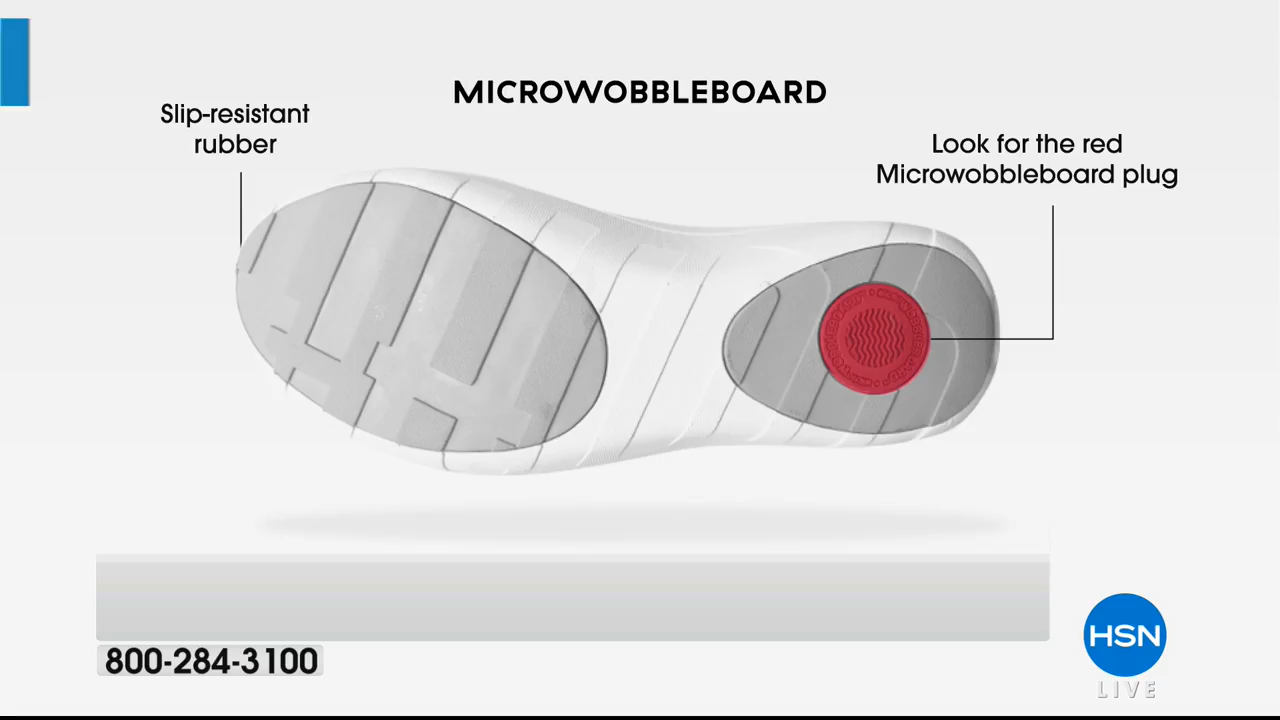 MICROWOBBLEBOARD
Slip-resistant
rubber
Look for the red
Microwobbleboard plug
800-284-3100
HSN
LIVE